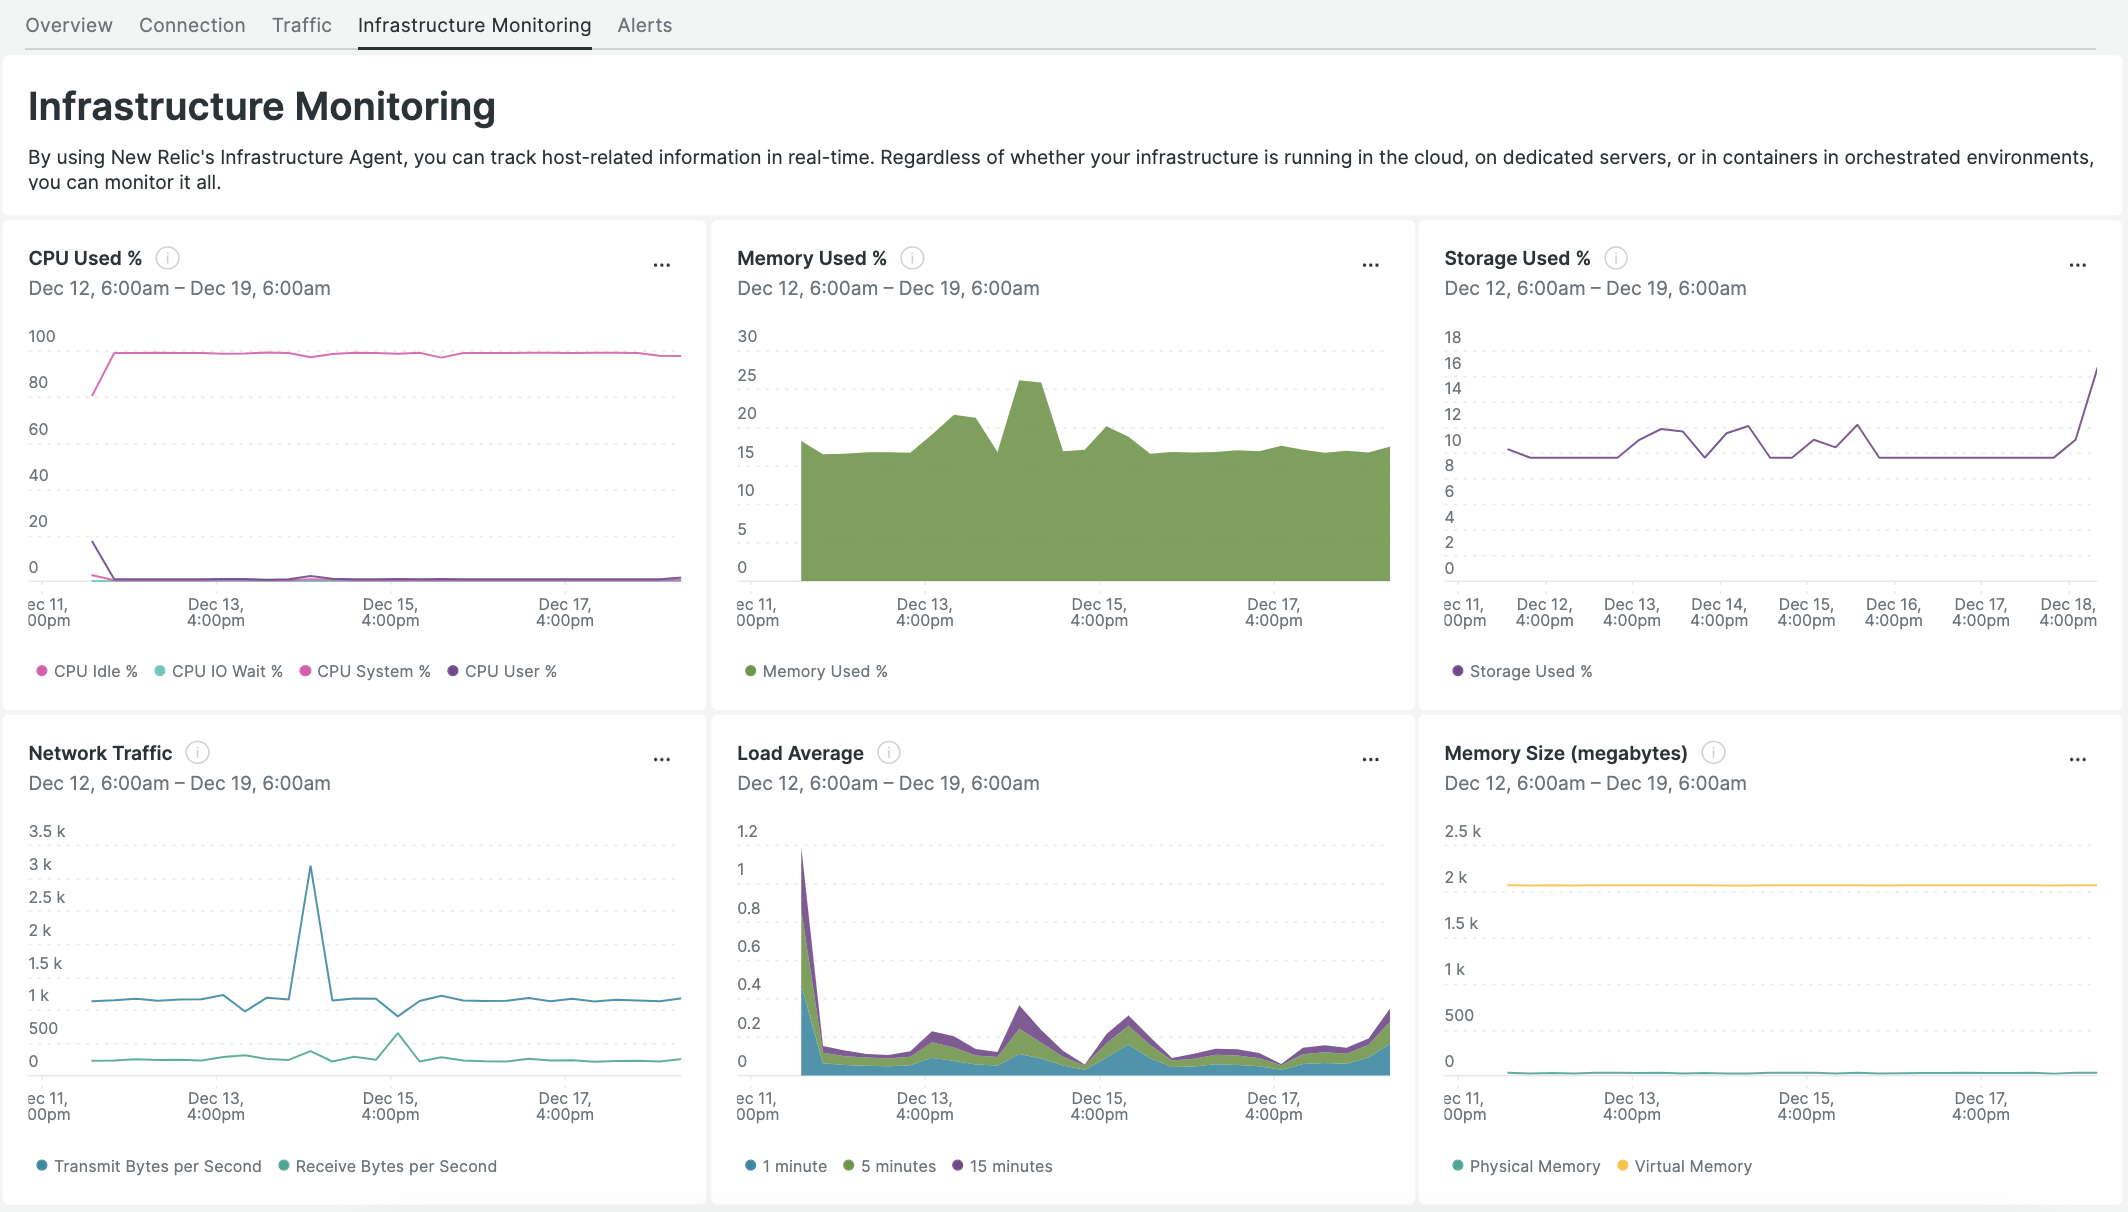 Overview Connection Traffic Infrastructure Monitoring Alerts
Infrastructure Monitoring
By using New Relic's Infrastructure Agent, you can track host-related information in real-time. Regardless of whether your infrastructure is running in the cloud, on dedicated servers, or in containers in orchestrated environments,
you can monitor it all.
CPU Used %
Dec 12, 6:00am – Dec 19, 6:00am
100
80
60
40
20
0
ec 11, Dec 13, Dec 15, Dec 17,
00pm 4:00pm 4:00pm 4:00pm
CPU Idle % CPU IO Wait % CPU System % CPU User %
Memory Used %
Dec 12, 6:00am – Dec 19, 6:00am
30
25
20
15
10
5
0
ec 11, Dec 13, Dec 15, Dec 17,
00pm 4:00pm 4:00pm 4:00pm
Memory Used %
Storage Used %
Dec 12, 6:00am – Dec 19, 6:00am
18
16
14
12
10
8
6
4
2
0
ec 11, Dec 12, Dec 13, Dec 14, Dec 15, Dec 16, Dec 17, Dec 18,
00pm 4:00pm 4:00pm 4:00pm 4:00pm 4:00pm 4:00pm 4:00pm
Storage Used %
Network Traffic
Dec 12, 6:00am – Dec 19, 6:00am
3.5 k
3 k
2.5 k
2 k
1.5 k
1 k
500
0
ec 11, Dec 13, Dec 15, Dec 17,
00pm 4:00pm 4:00pm 4:00pm
Transmit Bytes per Second Receive Bytes per Second
Load Average
Dec 12, 6:00am – Dec 19, 6:00am
1.2
1
0.8
0.6
0.4
0.2
0
ec 11, Dec 13, Dec 15, Dec 17,
00pm 4:00pm 4:00pm 4:00pm
1 minute 5 minutes 15 minutes
Memory Size (megabytes)
Dec 12, 6:00am – Dec 19, 6:00am
2.5 k
2 k
1.5 k
1 k
500
0
ec 11, Dec 13, Dec 15, Dec 17,
00pm 4:00pm 4:00pm 4:00pm
Physical Memory Virtual Memory